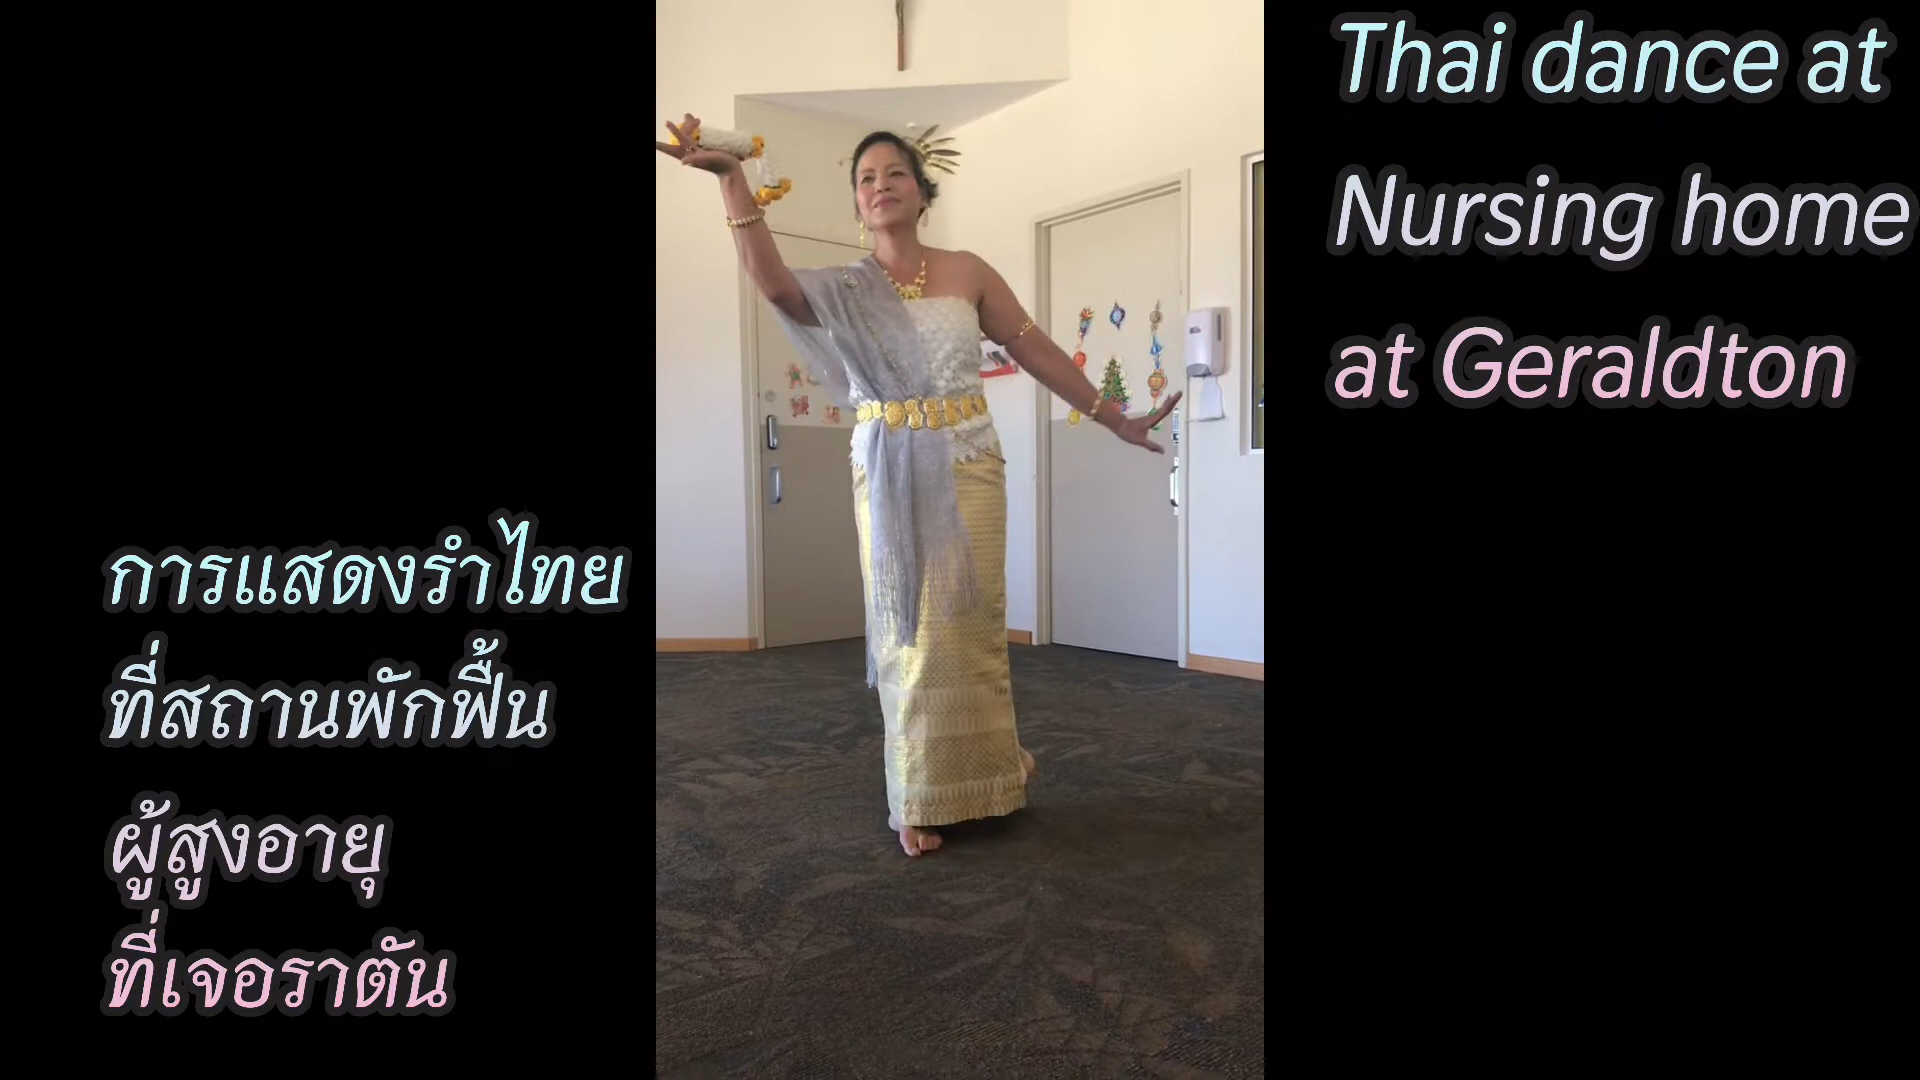 Thai dance at
Nursing home
at Geraldton
การแสดงรำไทย
ที่สถานพักฟื้น
ผู้สูงอายุ
ที่เจอราตัน